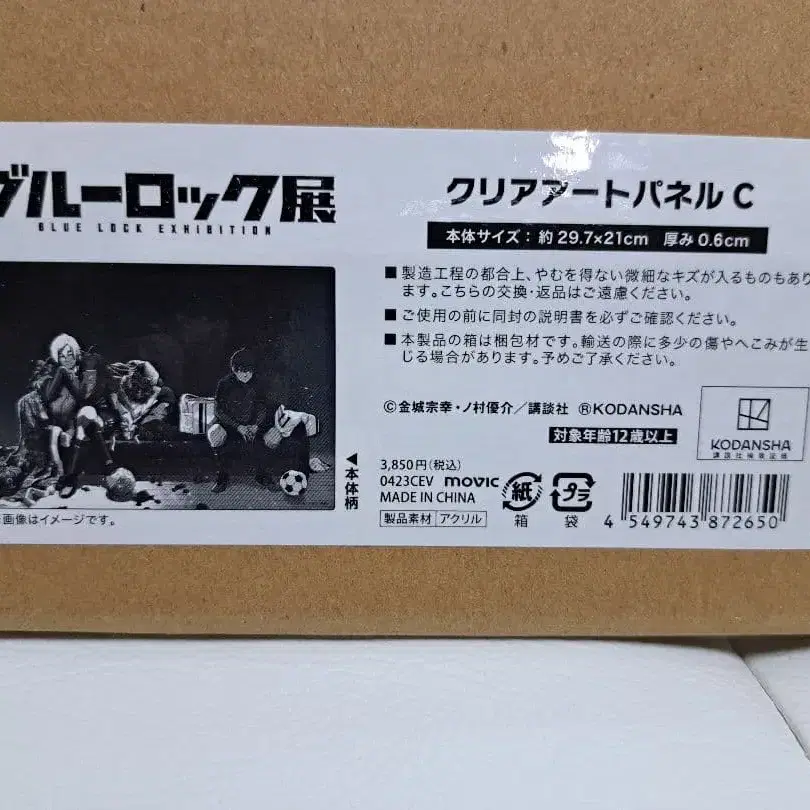 ブルーロック展
BLUE LOCK EXHIBITION
クリアアートパネル C
本体サイズ：約29.7×21cm 厚み0.6cm
■製造工程の都合上、やむを得ない微細なキズが入るものもあり
ます。こちらの交換・返品はご遠慮ください。
■ご使用の前に同封の説明書を必ずご確認ください。
■本製品の箱は梱包材です。輸送の際に多少の傷やへこみが生
じる場合があります。予めご了承ください。
©金城宗幸・ノ村優介／講談社 ®KODANSHA
対象年齢12歳以上
KODANSHA
講談社檢認定證
◀本体柄
※画像はイメージです。
3,850円（税込）
0423CEV movic
MADE IN CHINA
製品素材 アクリル
紙 箱
プラ 袋
4 549743 872650